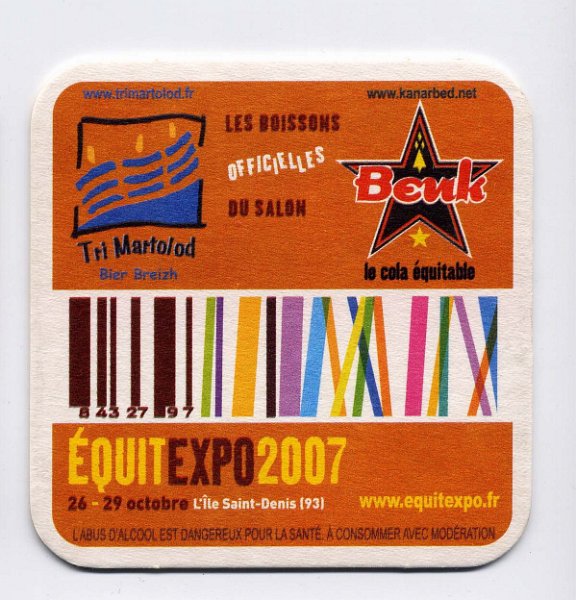 www.trimartolod.fr
www.kanarbed.net
LES BOISSONS
OFFICIELLES
DU SALON
Tri Martolod
Bier Breizh
Beuk
le cola équitable
8 43 27 9 7
ÉQUITEXPO2007
26 - 29 octobre L'Île Saint-Denis (93)
www.equitexpo.fr
L'ABUS D'ALCOOL EST DANGEREUX POUR LA SANTÉ. À CONSOMMER AVEC MODÉRATION